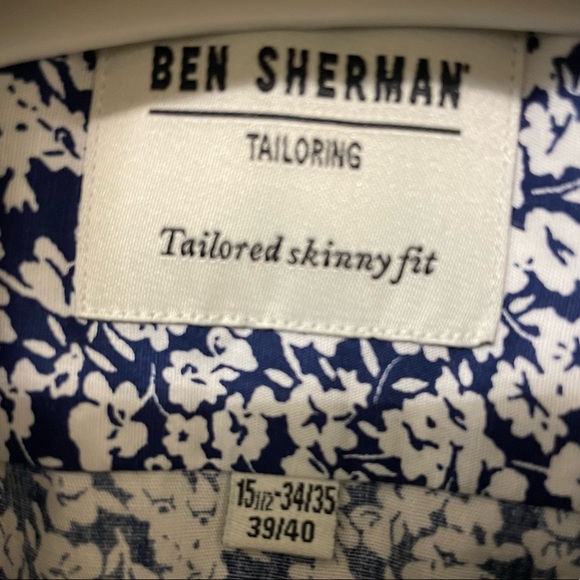 BEN SHERMAN
TAILORING
Tailored skinny fit
15 1/2-34/35
39/40